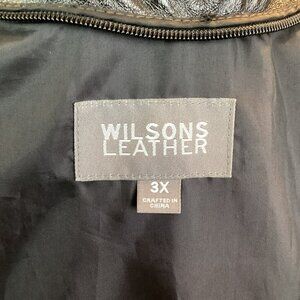 WILSONS
LEATHER
3X
CRAFTED IN
CHINA